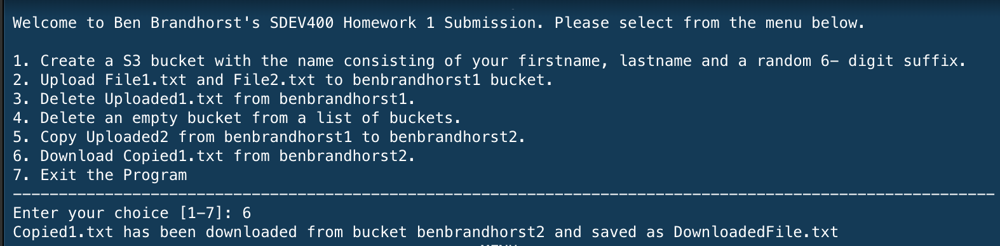 Welcome to Ben Brandhorst's SDEV400 Homework 1 Submission. Please select from the menu below.
1. Create a S3 bucket with the name consisting of your firstname, lastname and a random 6- digit suffix.
2. Upload File1.txt and File2.txt to benbrandhorst1 bucket.
3. Delete Uploaded1.txt from benbrandhorst1.
4. Delete an empty bucket from a list of buckets.
5. Copy Uploaded2 from benbrandhorst1 to benbrandhorst2.
6. Download Copied1.txt from benbrandhorst2.
7. Exit the Program
Enter your choice [1-7]: 6
Copied1.txt has been downloaded from bucket benbrandhorst2 and saved as DownloadedFile.txt